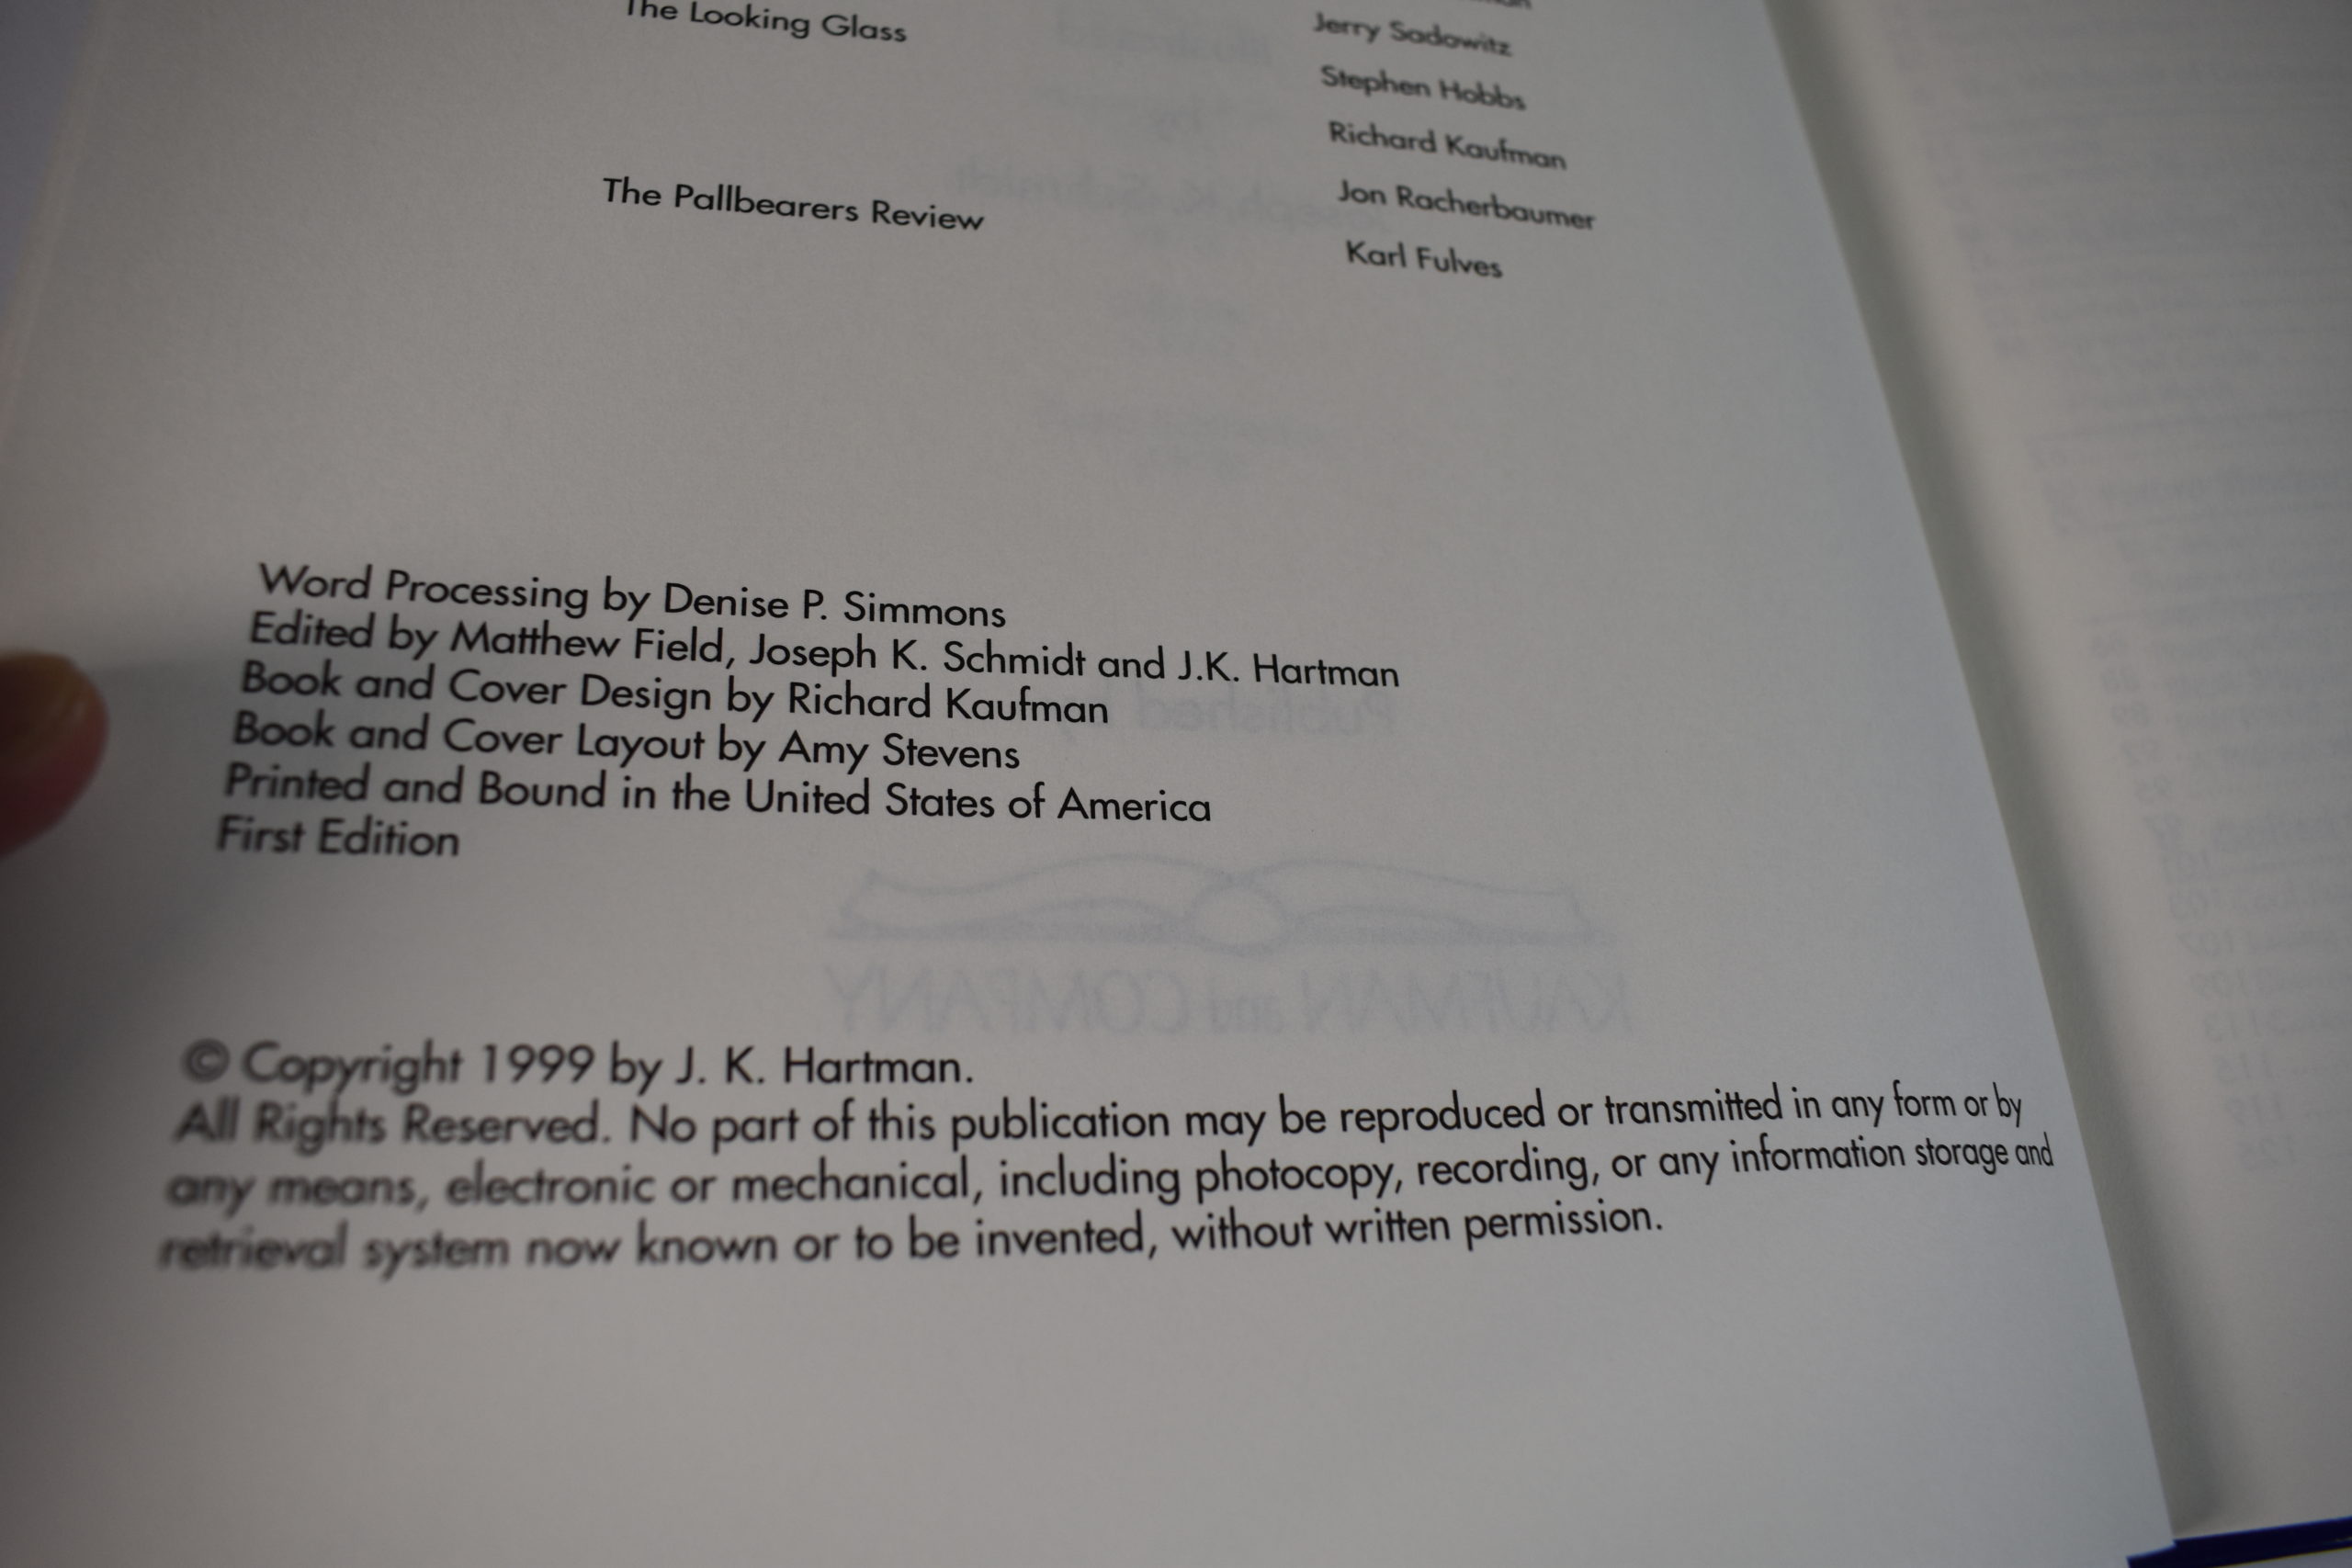 The Looking Glass
Jerry Sadowitz
Stephen Hobbs
Richard Kaufman
The Pallbearers Review
Jon Racherbaumer
Karl Fulves
Word Processing by Denise P. Simmons
Edited by Matthew Field, Joseph K. Schmidt and J.K. Hartman
Book and Cover Design by Richard Kaufman
Book and Cover Layout by Amy Stevens
Printed and Bound in the United States of America
First Edition
Published by
KAUFMAN and COMPANY
© Copyright 1999 by J. K. Hartman.
All Rights Reserved. No part of this publication may be reproduced or transmitted in any form or by
any means, electronic or mechanical, including photocopy, recording, or any information storage and
retrieval system now known or to be invented, without written permission.